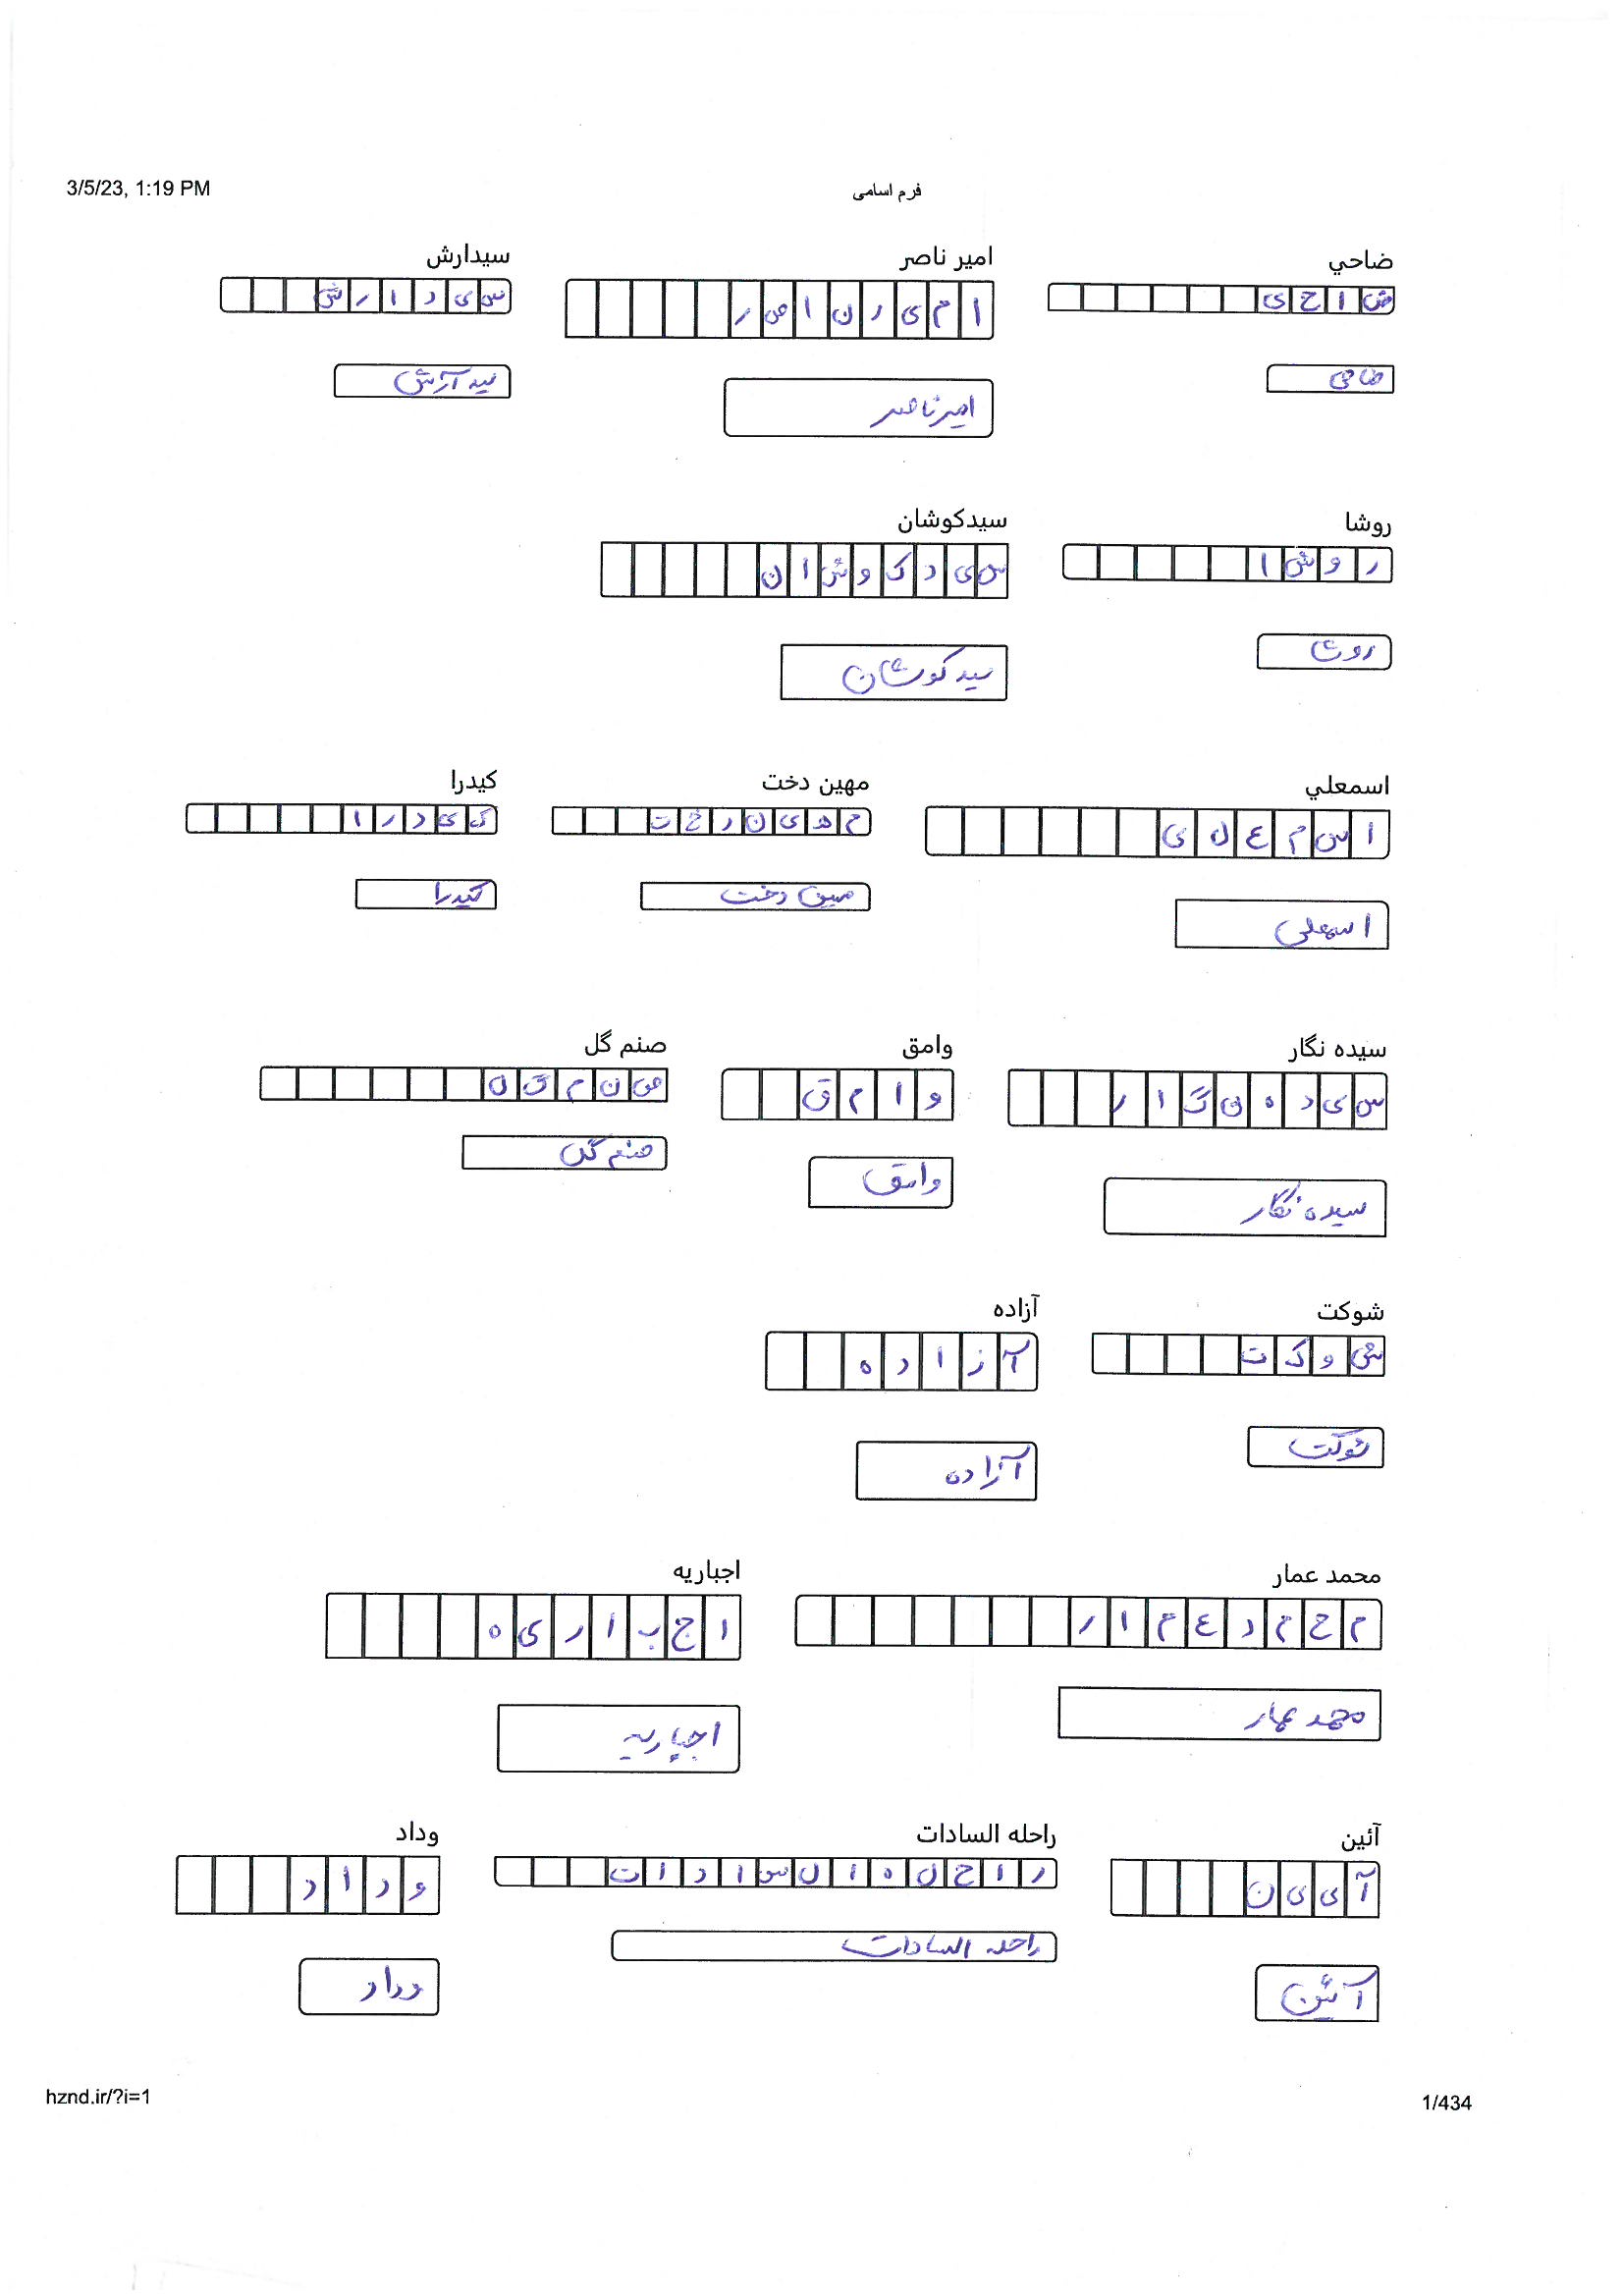 3/5/23, 1:19 PM فرم اسامی
ضاحي امیر ناصر سیدارش
ض ا ح ی ا م ی ر ن ا ص ر س ی د ا ر ش
ضاحی امیرناصر سید آرش
روشا سیدکوشان
ر و ش ا س ی د ک و ش ا ن
روشا سید کوشان
اسمعلي مهین دخت کیدرا
ا س م ع ل ی م ه ی ن د خ ت ک ی د ر ا
اسمعلی مهین دخت کیدرا
سیده نگار وامق صنم گل
س ی د ه ن گ ا ر و ا م ق ص ن م گ ل
سیده نگار وامق صنم گل
شوکت آزاده
ش و ک ت آ ز ا د ه
شوکت آزاده
محمد عمار اجباریه
م ح م د ع م ا ر ا ج ب ا ر ی ه
محمد عمار اجباریه
آئین راحله السادات وداد
آ ی ی ن ر ا ح ل ه ا ل س ا د ا ت و د ا د
آئین راحله السادات وداد
hznd.ir/?i=1 1/434